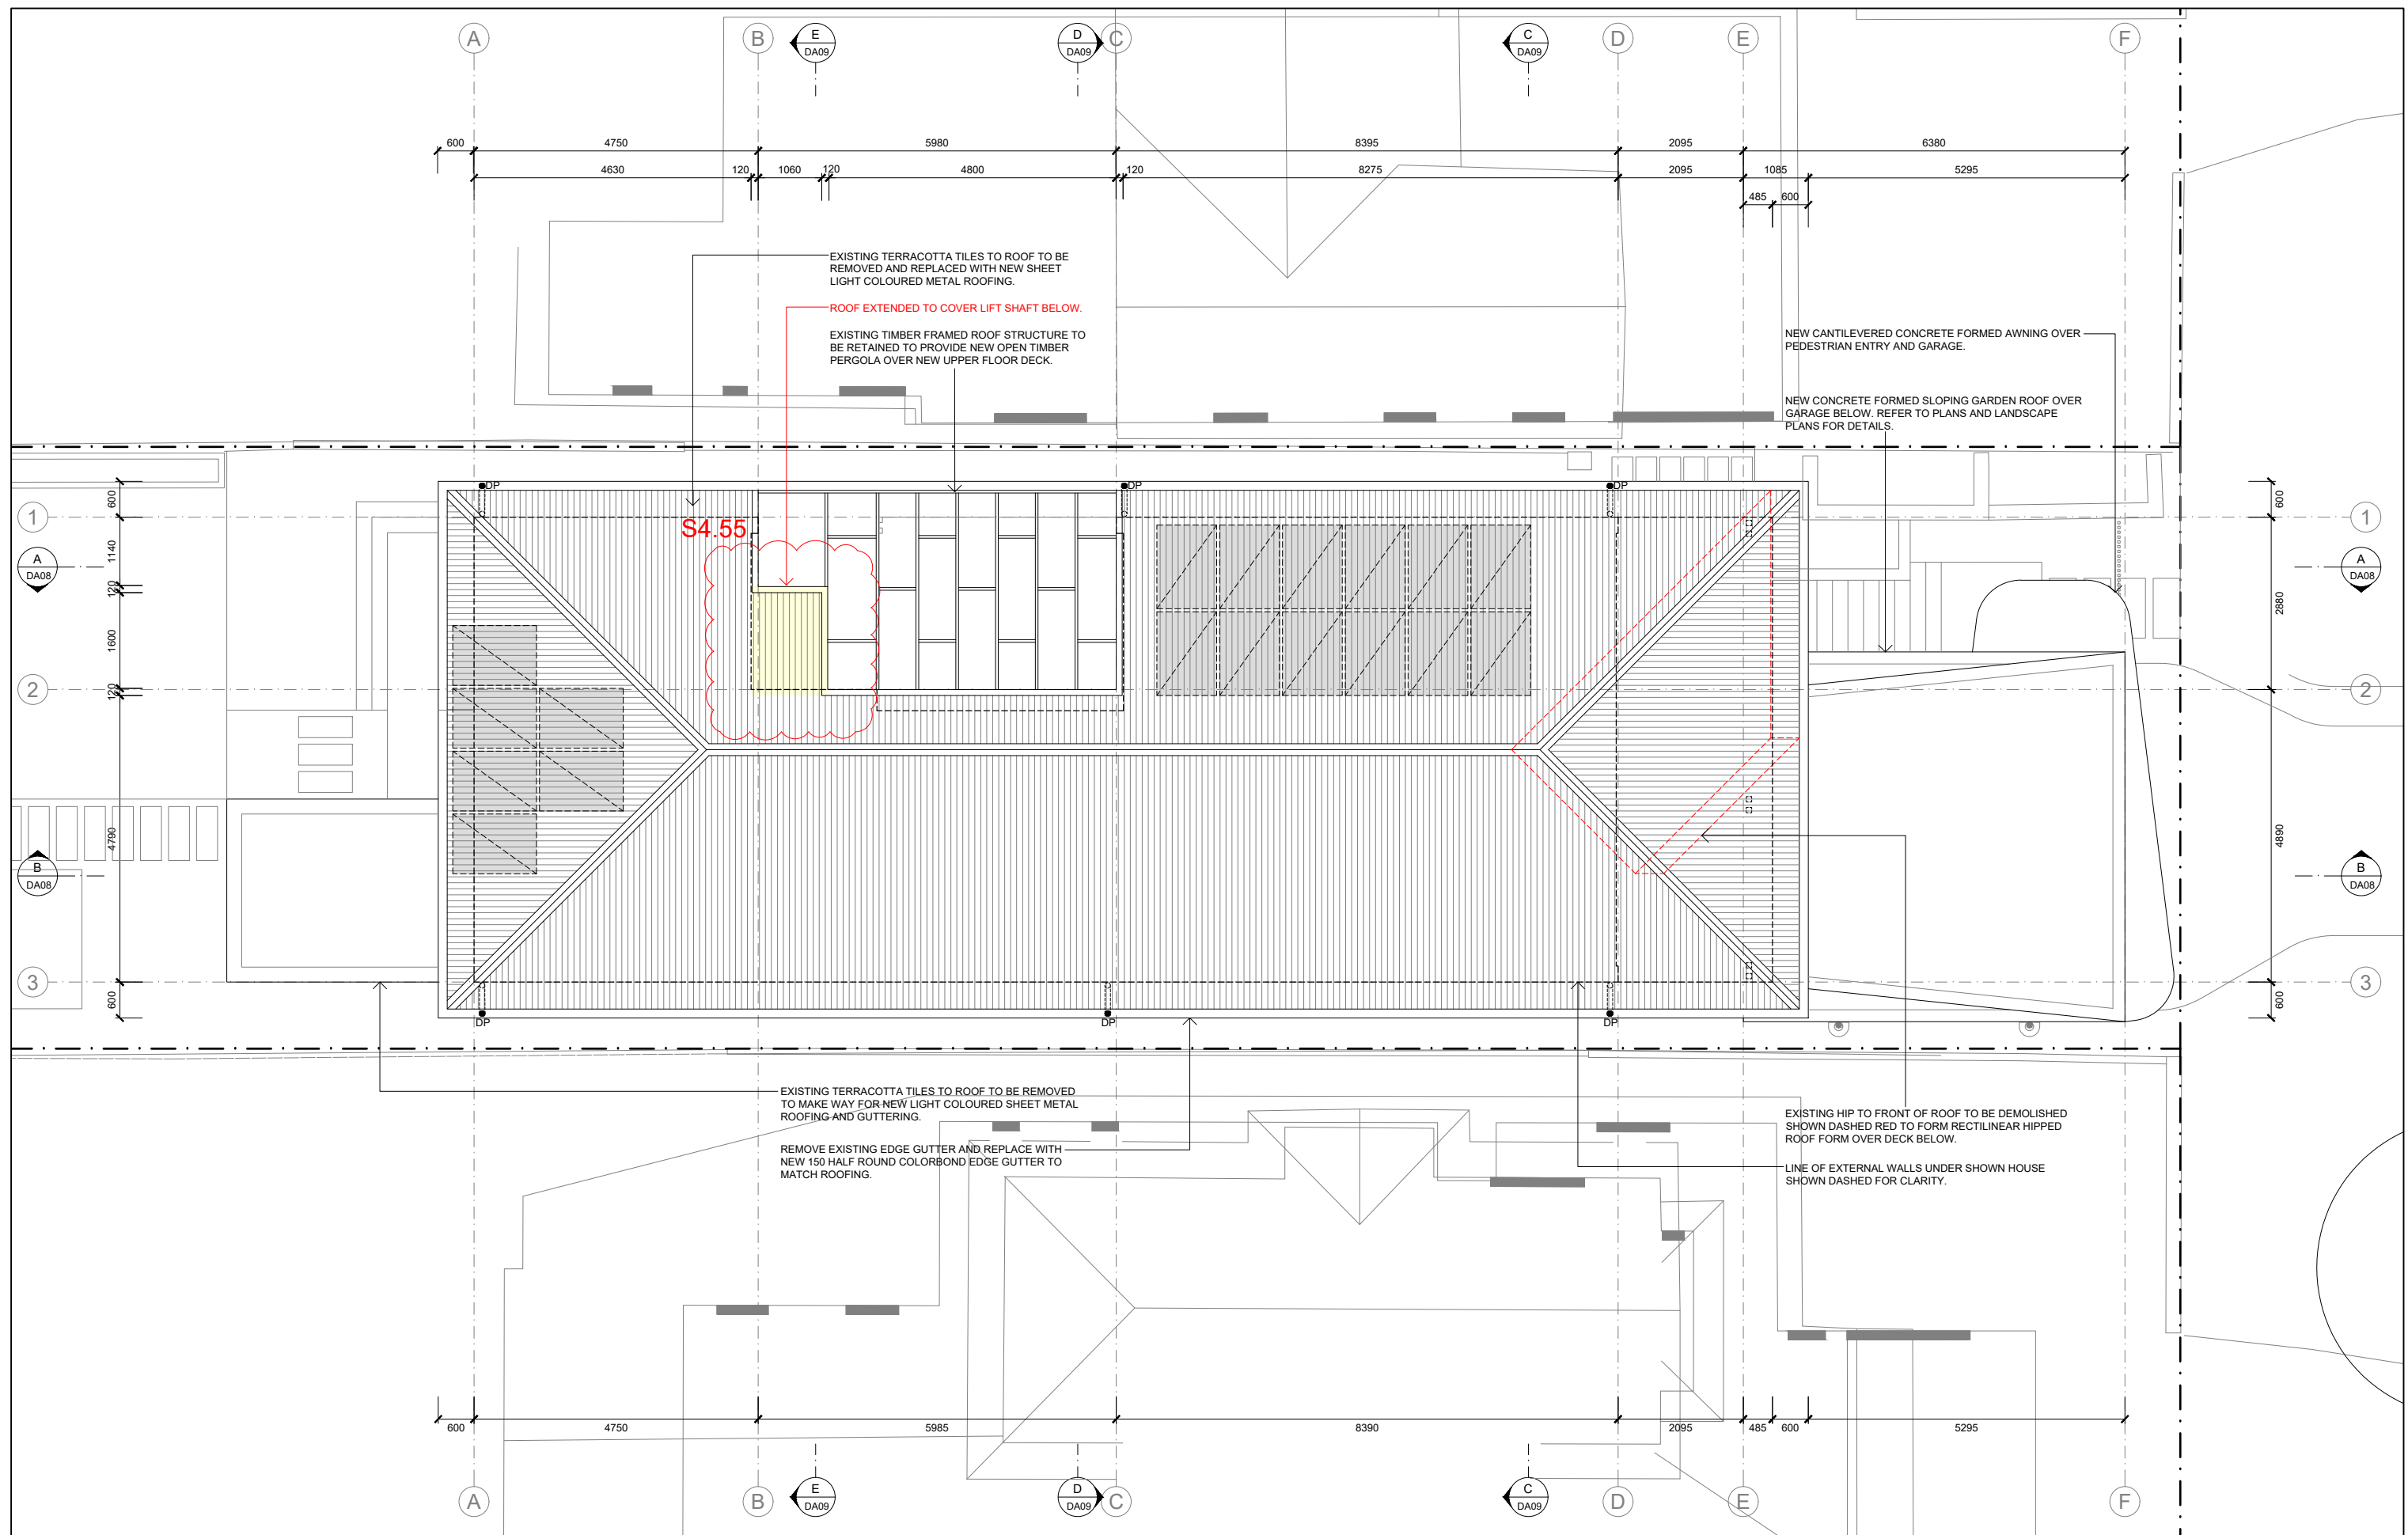 A B E DA09 D DA09 C C DA09 D E F
600 4750 5980 8395 2095 6380
4630 120 1060 120 4800 120 8275 2095 1085 5295
485 600
EXISTING TERRACOTTA TILES TO ROOF TO BE
REMOVED AND REPLACED WITH NEW SHEET
LIGHT COLOURED METAL ROOFING.
ROOF EXTENDED TO COVER LIFT SHAFT BELOW.
EXISTING TIMBER FRAMED ROOF STRUCTURE TO
BE RETAINED TO PROVIDE NEW OPEN TIMBER
PERGOLA OVER NEW UPPER FLOOR DECK.
NEW CANTILEVERED CONCRETE FORMED AWNING OVER
PEDESTRIAN ENTRY AND GARAGE.
NEW CONCRETE FORMED SLOPING GARDEN ROOF OVER
GARAGE BELOW. REFER TO PLANS AND LANDSCAPE
PLANS FOR DETAILS.
DP DP DP
600 600
1 1
S4.55
A DA08 A DA08
1140
120
1600
2880
2 2
120
4790
4890
B DA08 B DA08
3 3
600 600
DP DP DP
EXISTING TERRACOTTA TILES TO ROOF TO BE REMOVED
TO MAKE WAY FOR NEW LIGHT COLOURED SHEET METAL
ROOFING AND GUTTERING.
REMOVE EXISTING EDGE GUTTER AND REPLACE WITH
NEW 150 HALF ROUND COLORBOND EDGE GUTTER TO
MATCH ROOFING.
EXISTING HIP TO FRONT OF ROOF TO BE DEMOLISHED
SHOWN DASHED RED TO FORM RECTILINEAR HIPPED
ROOF FORM OVER DECK BELOW.
LINE OF EXTERNAL WALLS UNDER SHOWN HOUSE
SHOWN DASHED FOR CLARITY.
600 4750 5985 8390 2095 485 600 5295
A B E DA09 D DA09 C C DA09 D E F